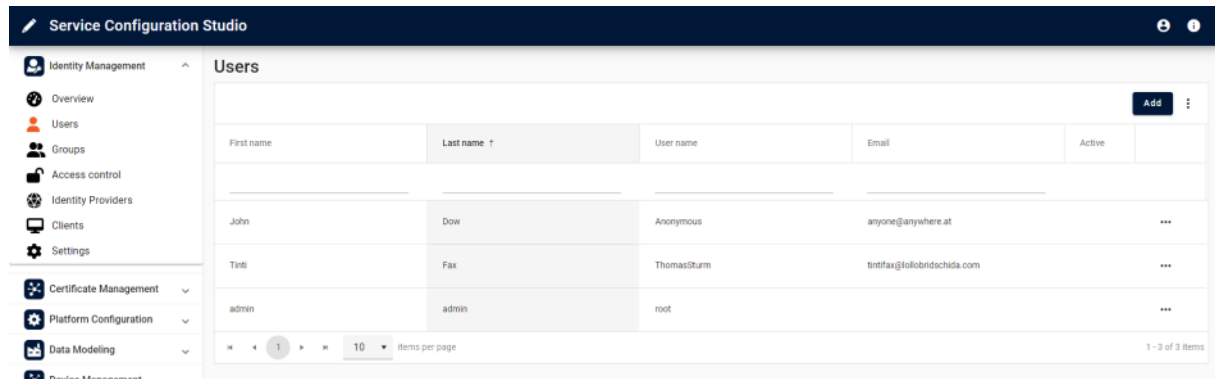 Service Configuration Studio
Identity Management
Overview
Users
Groups
Access control
Identity Providers
Clients
Settings
Certificate Management
Platform Configuration
Data Modeling
Device Management
Users
Add
First name Last name ↑ User name Email Active
John Dow Anonymous anyone@anywhere.at
Tinti Fax ThomasSturm tintifax@lollobridschida.com
admin admin root
1 10 items per page 1 - 3 of 3 items